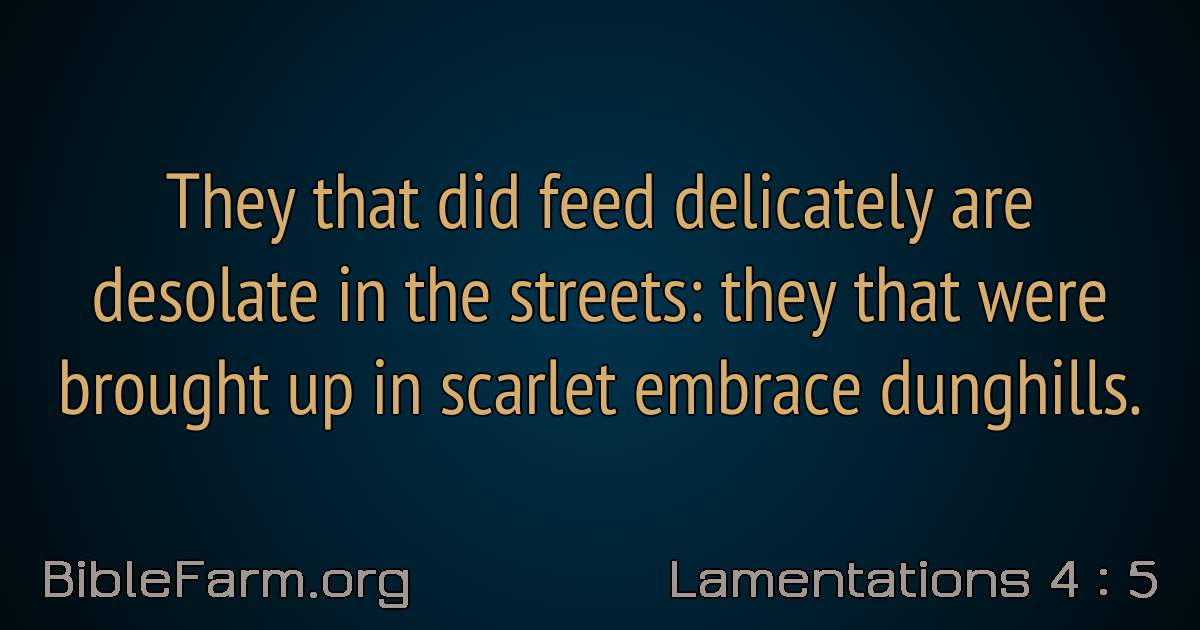 They that did feed delicately are
desolate in the streets: they that were
brought up in scarlet embrace dunghills.
BibleFarm.org
Lamentations 4 : 5